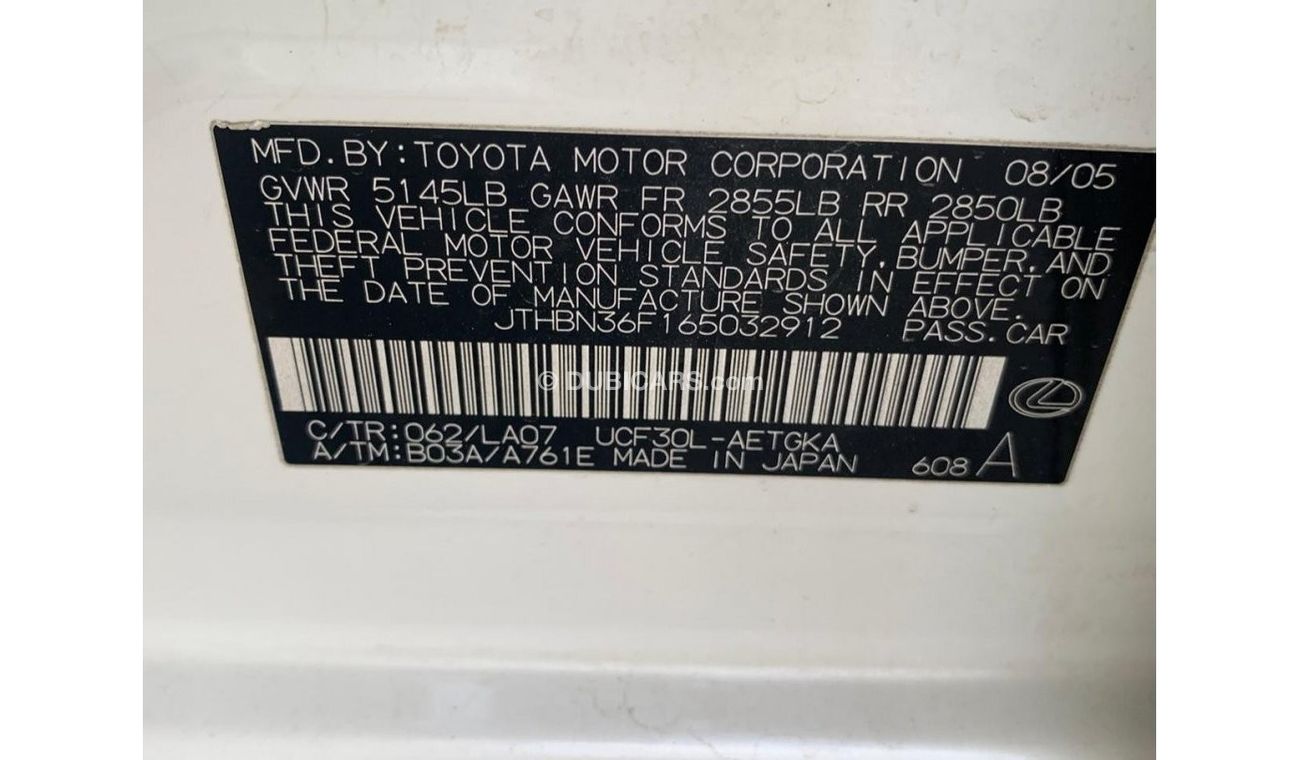 MFD. BY: TOYOTA MOTOR CORPORATION 08/05
GVWR 5145LB GAWR FR 2855LB RR 2850LB
THIS VEHICLE CONFORMS TO ALL APPLICABLE
FEDERAL MOTOR VEHICLE SAFETY, BUMPER, AND
THEFT PREVENTION STANDARDS IN EFFECT ON
THE DATE OF MANUFACTURE SHOWN ABOVE.
JTHBN36F165032912 PASS. CAR
© DUBICARS.com
C/TR: 062/LA07 UCF30L-AETGKA
A/TM: B03A/A761E MADE IN JAPAN 608 A